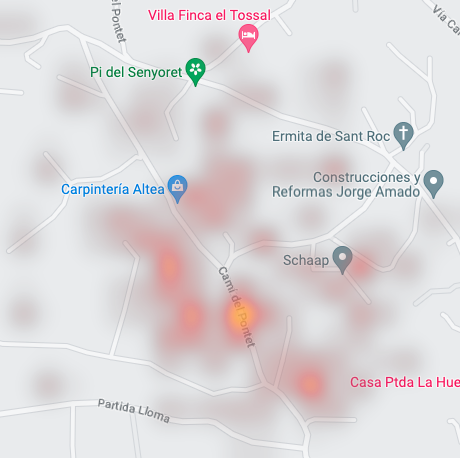 Villa Finca el Tossal
del Pontet
Via Ca
Pi del Senyoret
Ermita de Sant Roc
Construcciones y
Reformas Jorge Amado
Carpintería Altea
Schaap
Camí del Pontet
Casa Ptda La Hue
Partida Lloma